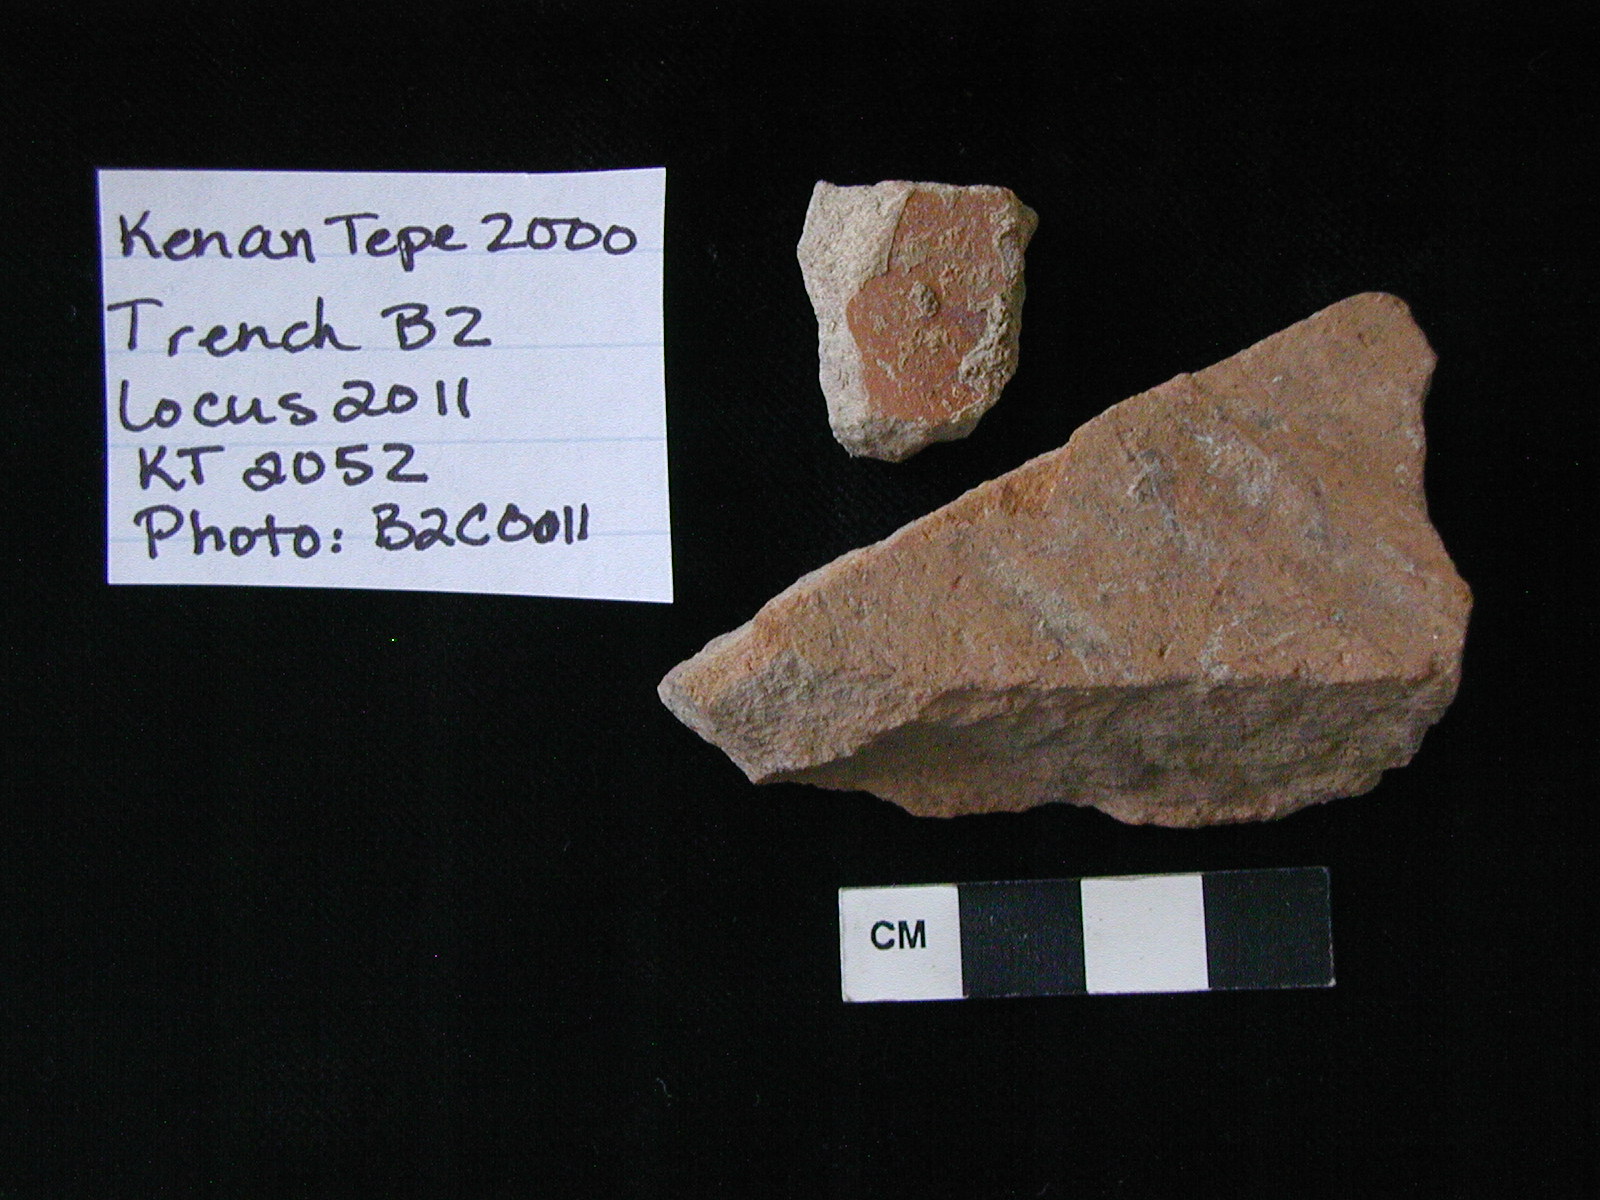 Kenan Tepe 2000
Trench B2
Locus 2011
KT 2052
Photo: B2C0011
CM